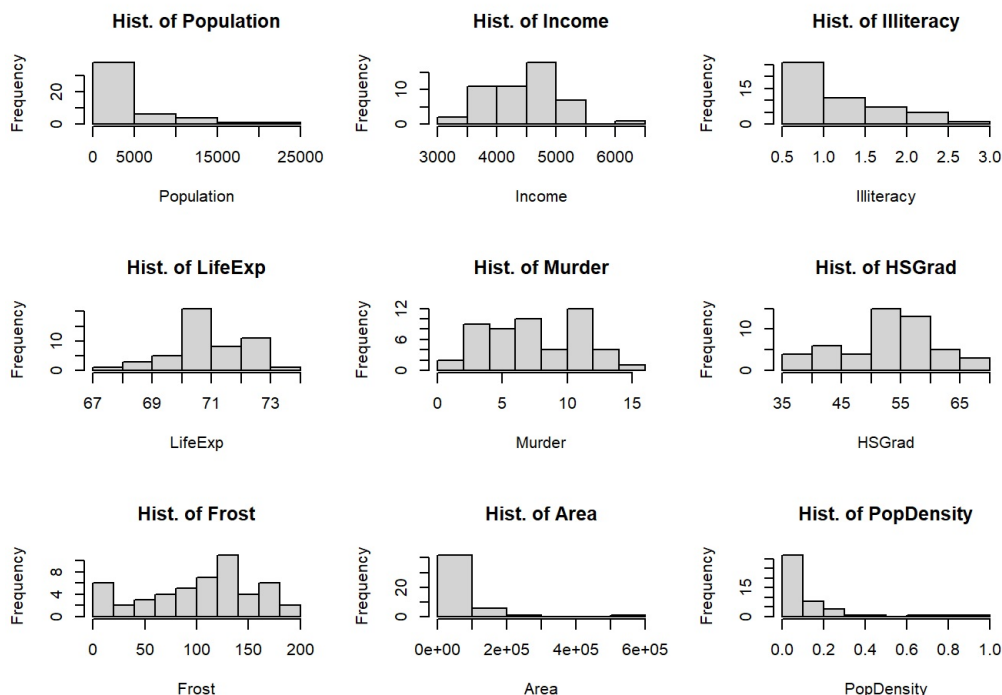 Hist. of Population
Frequency
0 20
0 5000 15000 25000
Population
Hist. of Income
Frequency
0 10
3000 4000 5000 6000
Income
Hist. of Illiteracy
Frequency
0 15
0.5 1.0 1.5 2.0 2.5 3.0
Illiteracy
Hist. of LifeExp
Frequency
0 10
67 69 71 73
LifeExp
Hist. of Murder
Frequency
0 6 12
0 5 10 15
Murder
Hist. of HSGrad
Frequency
0 10
35 45 55 65
HSGrad
Hist. of Frost
Frequency
0 4 8
0 50 100 150 200
Frost
Hist. of Area
Frequency
0 20
0e+00 2e+05 4e+05 6e+05
Area
Hist. of PopDensity
Frequency
0 15
0.0 0.2 0.4 0.6 0.8 1.0
PopDensity